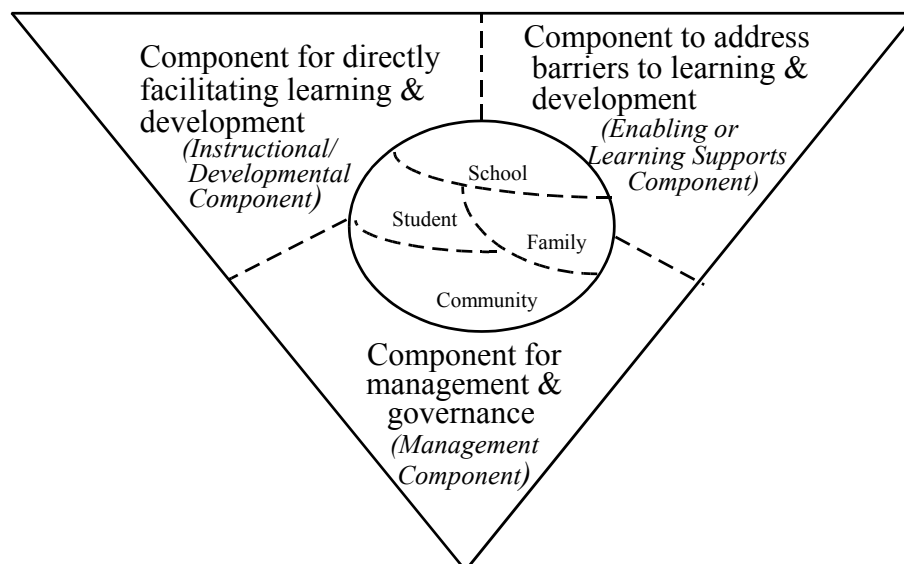 Component for directly
facilitating learning &
development
(Instructional/
Developmental
Component)
Component to address
barriers to learning &
development
(Enabling or
Learning Supports
Component)
School
Student
Family
Community
Component for
management &
governance
(Management
Component)